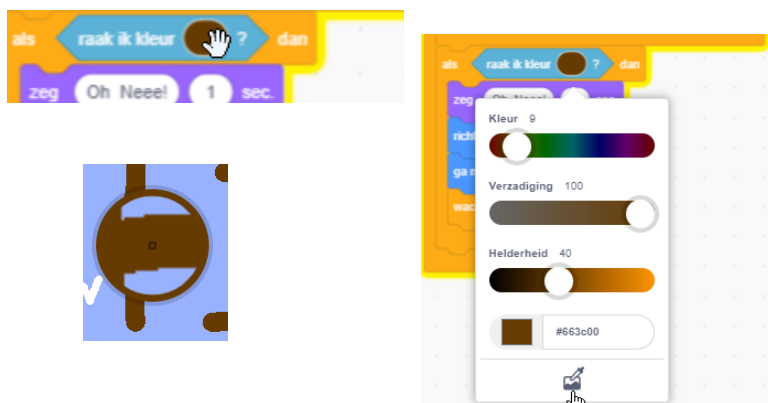 als raak ik kleur ? dan
zeg Oh Neee! 1 sec.
als raak ik kleur ? dan
zeg
Kleur 9
Verzadiging 100
Helderheid 40
#663c00